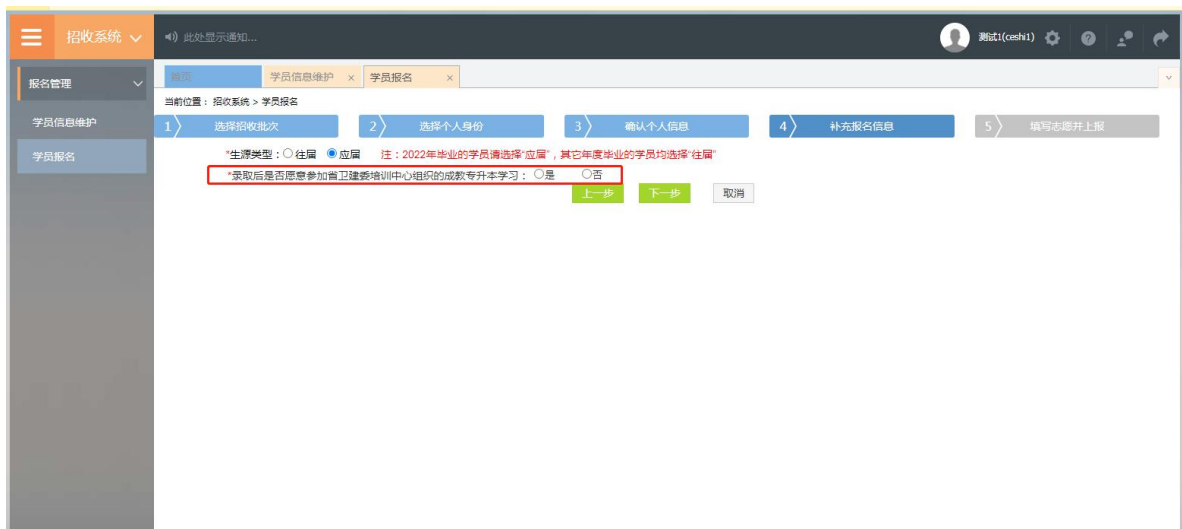 招收系统
此处显示通知...
测试1(ceshi1)
报名管理
学员信息维护
学员报名
首页
学员信息维护 ×
学员报名 ×
当前位置：招收系统 > 学员报名
1 选择招收批次
2 选择个人身份
3 确认个人信息
4 补充报名信息
5 填写志愿并上报
*生源类型：○往届 ◉应届 注：2022年毕业的学员请选择“应届”，其它年度毕业的学员均选择“往届”
*录取后是否愿意参加省卫建委培训中心组织的成教专升本学习：○是 ○否
上一步 下一步 取消